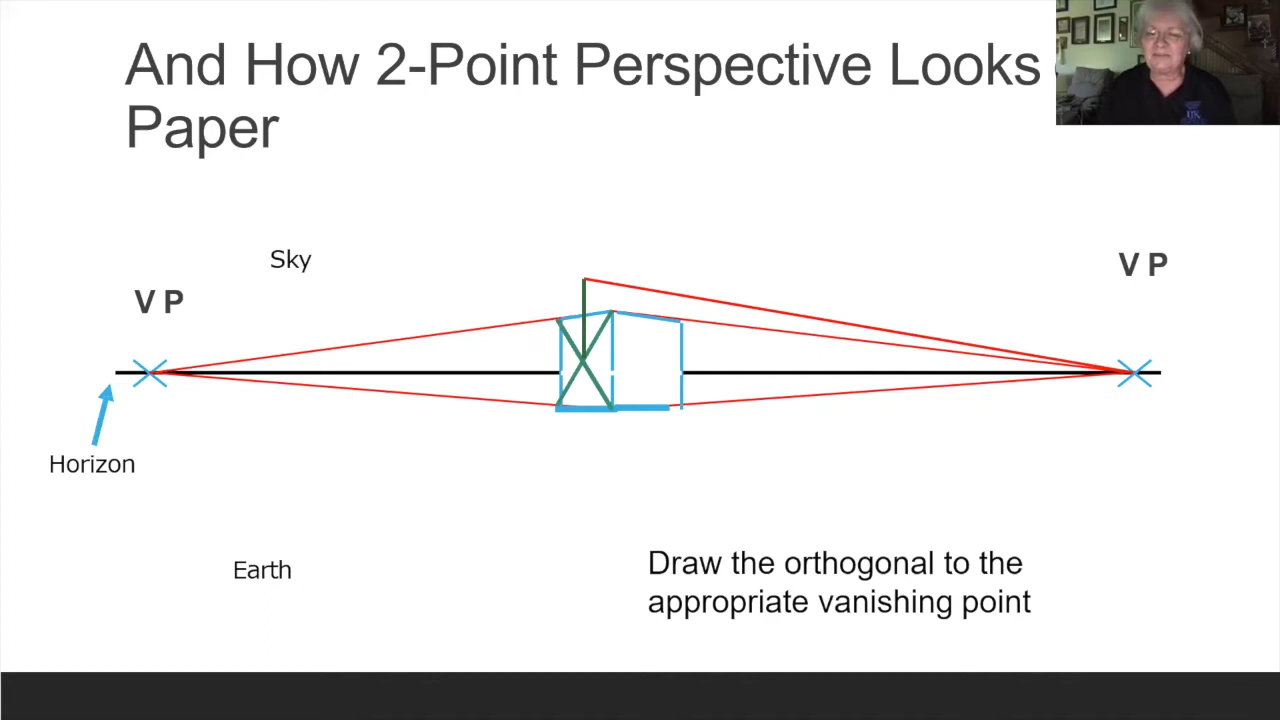 And How 2-Point Perspective Looks
Paper
Sky
V P
V P
Horizon
Earth
Draw the orthogonal to the
appropriate vanishing point